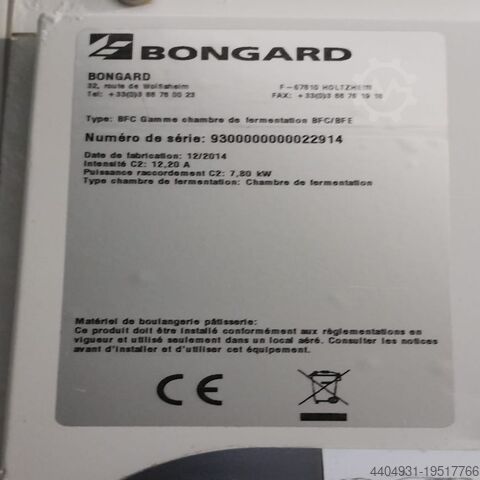 BONGARD
BONGARD
32, route de Wolfisheim F-67810 HOLTZHEIM
Tel: +33(0)3 88 78 00 23 FAX: +33(0)3 88 76 19 18
Type: BFC Gamme chambre de fermentation BFC/BFE
Numéro de série: 9300000000022914
Date de fabrication: 12/2014
Intensité C2: 12,20 A
Puissance raccordement C2: 7,80 kW
Type chambre de fermentation: Chambre de fermentation
Matériel de boulangerie pâtisserie:
Ce produit doit être installé conformément aux règlementations en
vigueur et utilisé seulement dans un local aéré. Consulter les notices
avant d'installer et d'utiliser cet équipement.
CE
4404931-19517766